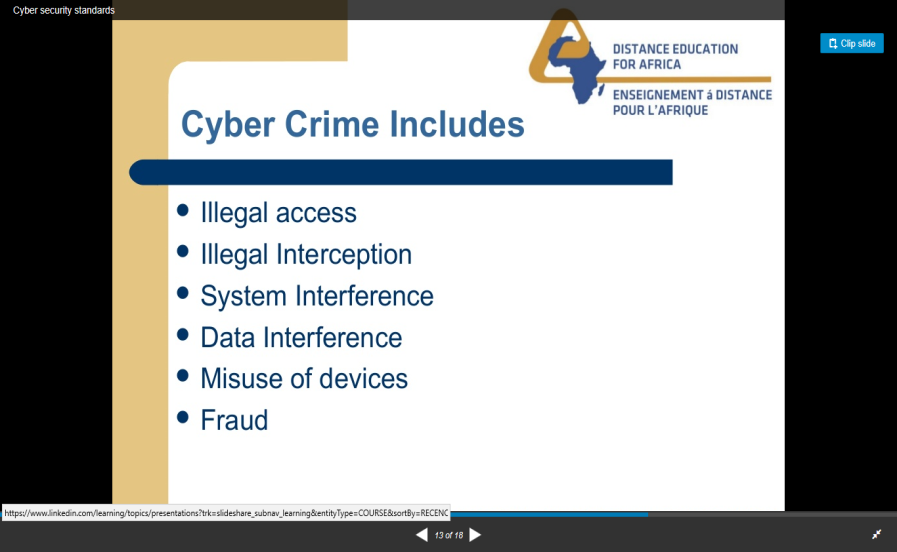 Cyber security standards
Clip slide
DISTANCE EDUCATION
FOR AFRICA
ENSEIGNEMENT á DISTANCE
POUR L'AFRIQUE
Cyber Crime Includes
• Illegal access
• Illegal Interception
• System Interference
• Data Interference
• Misuse of devices
• Fraud
https://www.linkedin.com/learning/topics/presentations?trk=slideshare_subnav_learning&entityType=COURSE&sortBy=RECENC
13 of 18